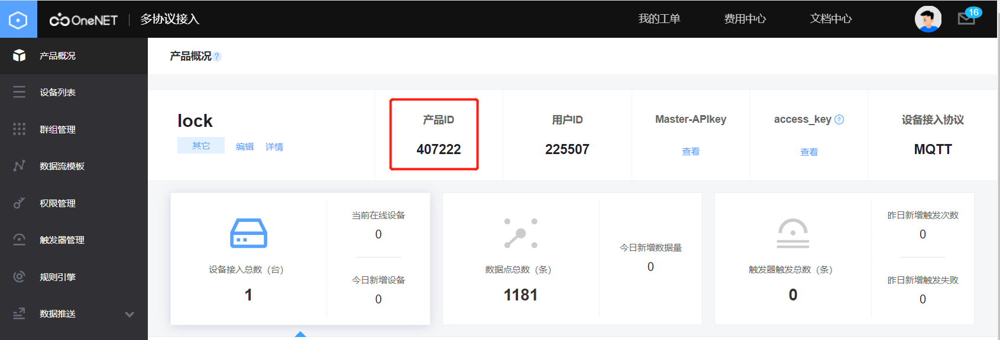 OneNET
多协议接入
我的工单
费用中心
文档中心
16
产品概况
设备列表
群组管理
数据流模板
权限管理
触发器管理
规则引擎
数据推送
产品概况?
lock
其它
编辑
详情
产品ID
407222
用户ID
225507
Master-APIkey
查看
access_key ?
查看
设备接入协议
MQTT
设备接入总数（台）
1
当前在线设备
0
今日新增设备
0
数据点总数（条）
1181
今日新增数据量
0
触发器触发总数（条）
0
昨日新增触发次数
0
昨日新增触发失败
0